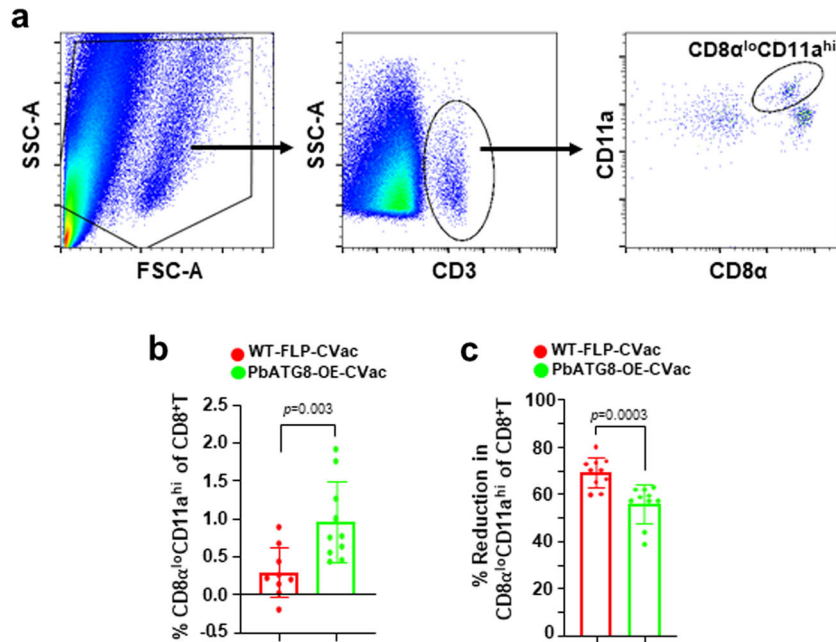 a
SSC-A
FSC-A
SSC-A
CD3
CD8αˡᵒCD11aʰⁱ
CD11a
CD8α
b
WT-FLP-CVac
PbATG8-OE-CVac
% CD8αˡᵒCD11aʰⁱ of CD8⁺T
2.5
2.0
1.5
1.0
0.5
0.0
-0.5
p=0.003
c
WT-FLP-CVac
PbATG8-OE-CVac
% Reduction in
CD8αˡᵒCD11aʰⁱ of CD8⁺T
100
80
60
40
20
0
p=0.0003